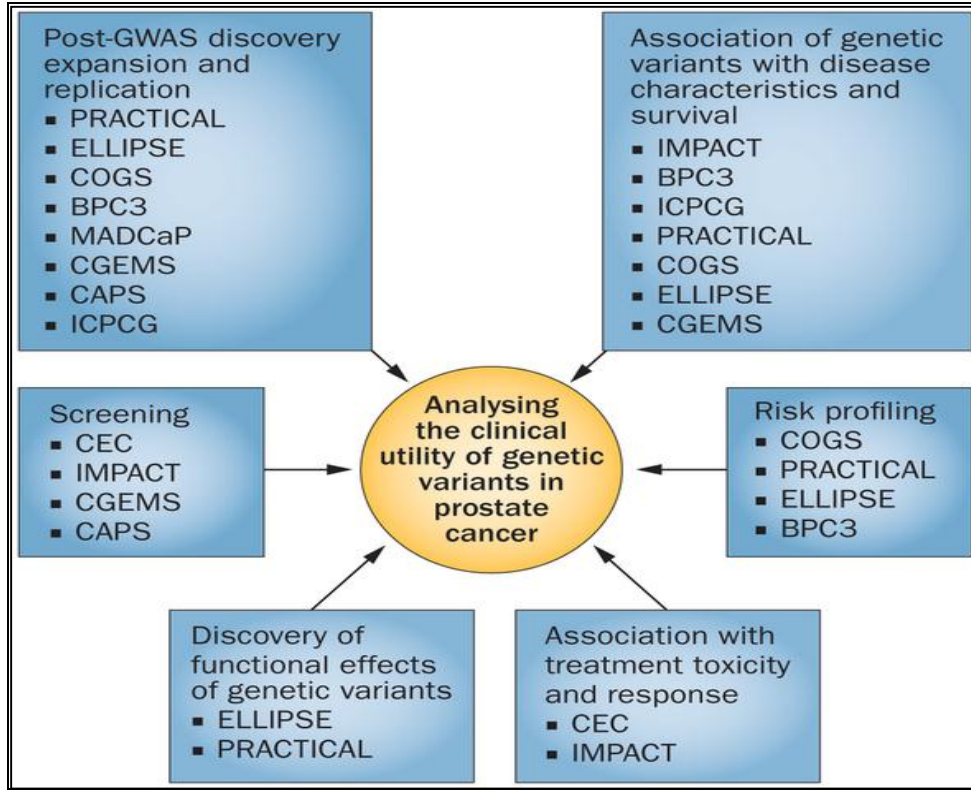 Post-GWAS discovery
expansion and
replication
▪ PRACTICAL
▪ ELLIPSE
▪ COGS
▪ BPC3
▪ MADCaP
▪ CGEMS
▪ CAPS
▪ ICPCG
Association of genetic
variants with disease
characteristics and
survival
▪ IMPACT
▪ BPC3
▪ ICPCG
▪ PRACTICAL
▪ COGS
▪ ELLIPSE
▪ CGEMS
Screening
▪ CEC
▪ IMPACT
▪ CGEMS
▪ CAPS
Analysing
the clinical
utility of genetic
variants in
prostate
cancer
Risk profiling
▪ COGS
▪ PRACTICAL
▪ ELLIPSE
▪ BPC3
Discovery of
functional effects
of genetic variants
▪ ELLIPSE
▪ PRACTICAL
Association with
treatment toxicity
and response
▪ CEC
▪ IMPACT